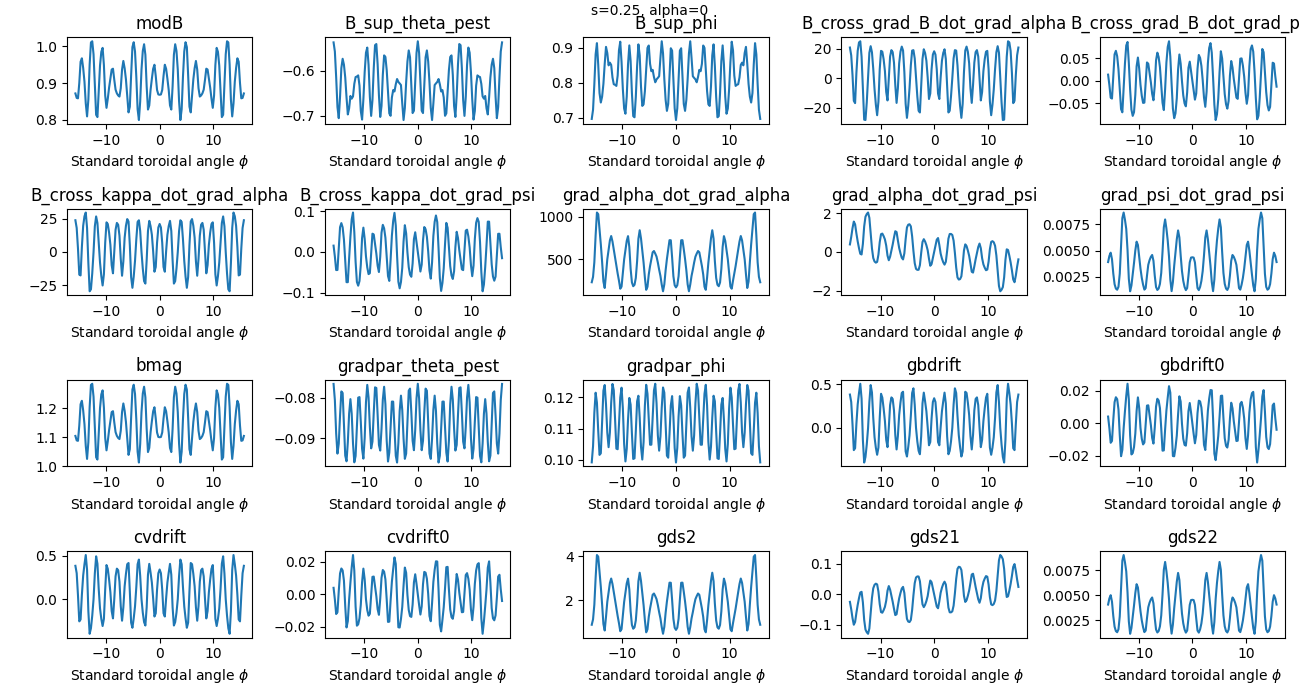 s=0.25, alpha=0
modB B_sup_theta_pest B_sup_phi B_cross_grad_B_dot_grad_alpha B_cross_grad_B_dot_grad_p
1.0 0.9 0.8 −0.6 −0.7 0.9 0.8 0.7 20 0 −20 0.05 0.00 −0.05
−10 0 10 −10 0 10 −10 0 10 −10 0 10 −10 0 10
Standard toroidal angle ϕ Standard toroidal angle ϕ Standard toroidal angle ϕ Standard toroidal angle ϕ Standard toroidal angle ϕ
B_cross_kappa_dot_grad_alpha B_cross_kappa_dot_grad_psi grad_alpha_dot_grad_alpha grad_alpha_dot_grad_psi grad_psi_dot_grad_psi
25 0 −25 0.1 0.0 −0.1 1000 500 2 0 −2 0.0075 0.0050 0.0025
−10 0 10 −10 0 10 −10 0 10 −10 0 10 −10 0 10
Standard toroidal angle ϕ Standard toroidal angle ϕ Standard toroidal angle ϕ Standard toroidal angle ϕ Standard toroidal angle ϕ
bmag gradpar_theta_pest gradpar_phi gbdrift gbdrift0
1.2 1.1 1.0 −0.08 −0.09 0.12 0.11 0.10 0.5 0.0 0.02 0.00 −0.02
−10 0 10 −10 0 10 −10 0 10 −10 0 10 −10 0 10
Standard toroidal angle ϕ Standard toroidal angle ϕ Standard toroidal angle ϕ Standard toroidal angle ϕ Standard toroidal angle ϕ
cvdrift cvdrift0 gds2 gds21 gds22
0.5 0.0 0.02 0.00 −0.02 4 2 0.1 0.0 −0.1 0.0075 0.0050 0.0025
−10 0 10 −10 0 10 −10 0 10 −10 0 10 −10 0 10
Standard toroidal angle ϕ Standard toroidal angle ϕ Standard toroidal angle ϕ Standard toroidal angle ϕ Standard toroidal angle ϕ